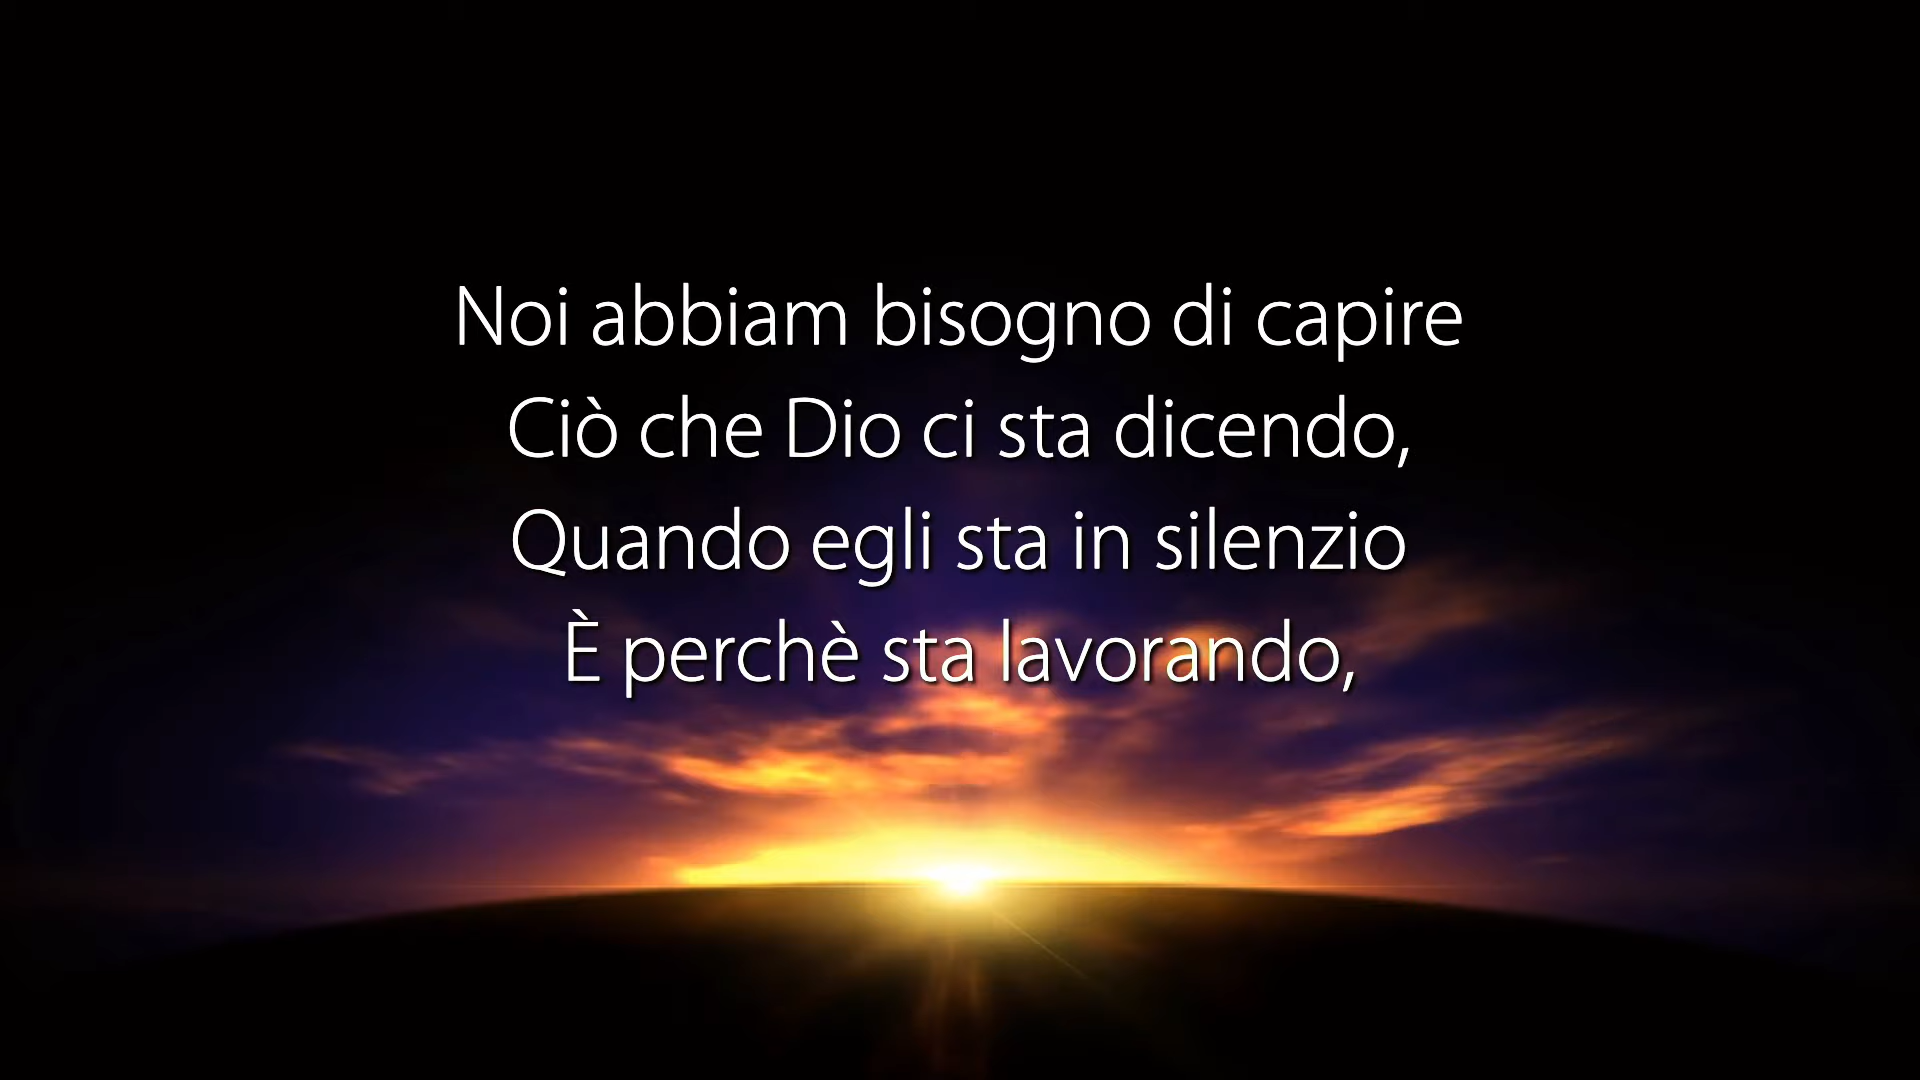 Noi abbiam bisogno di capire
Ciò che Dio ci sta dicendo,
Quando egli sta in silenzio
È perchè sta lavorando,